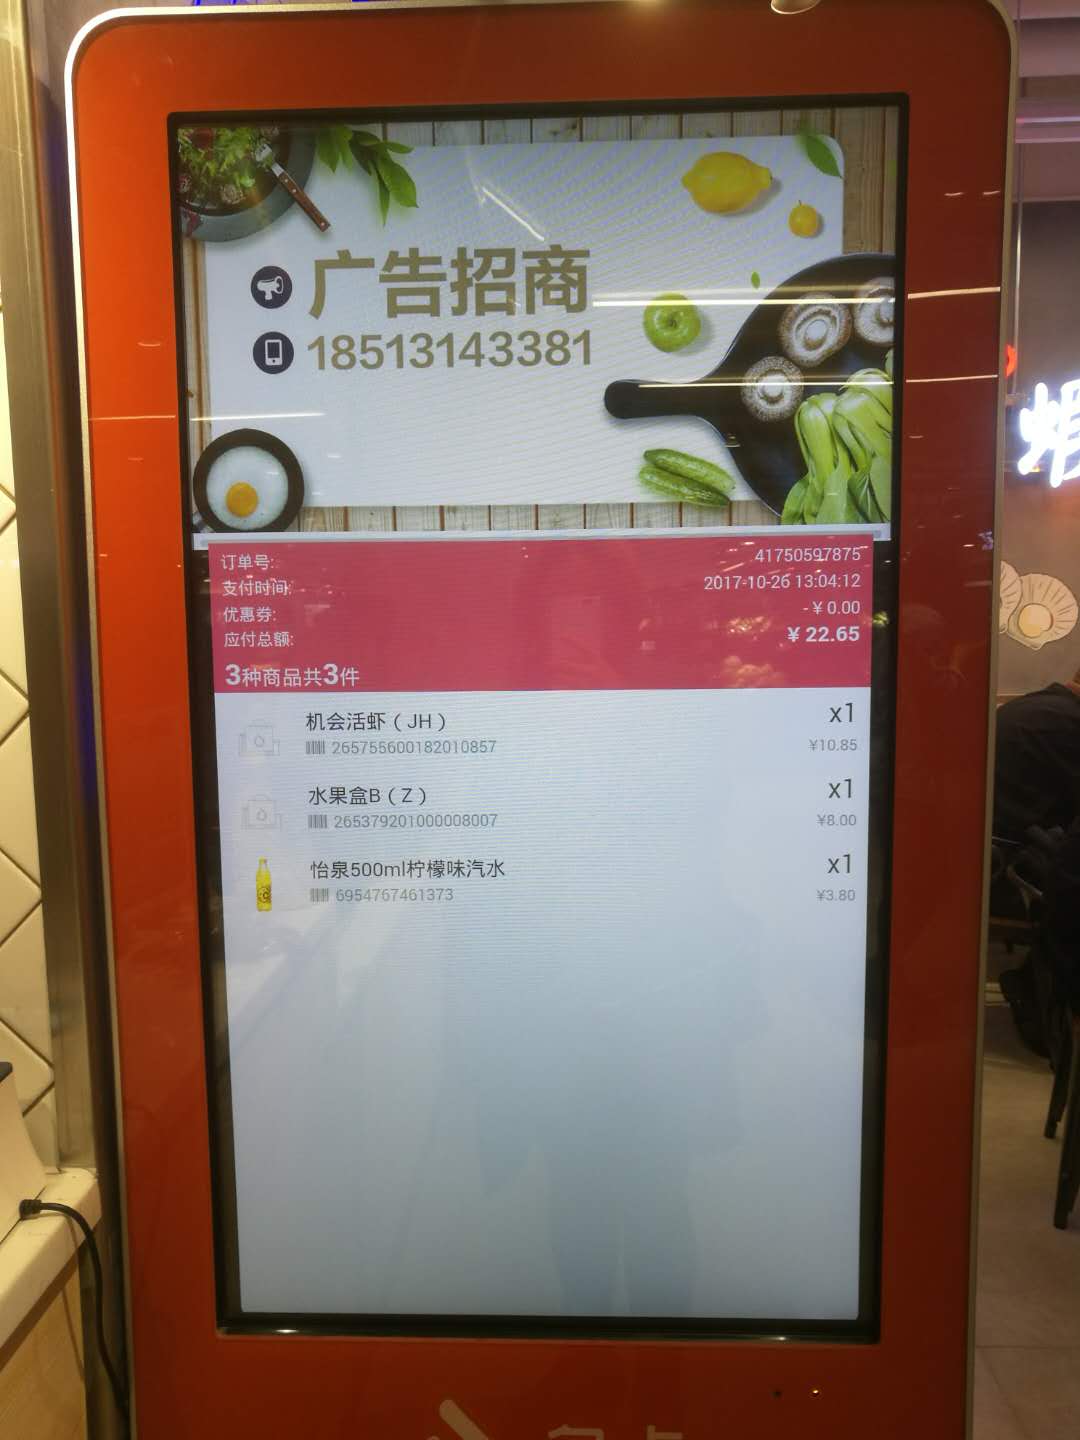 广告招商
18513143381
订单号: 41750597875
支付时间: 2017-10-26 13:04:12
优惠券: -¥0.00
应付总额: ¥22.65
3种商品共3件
机会活虾（JH） x1
265755600182010857 ¥10.85
水果盒B（Z） x1
265379201000008007 ¥8.00
怡泉500ml柠檬味汽水 x1
6954767461373 ¥3.80